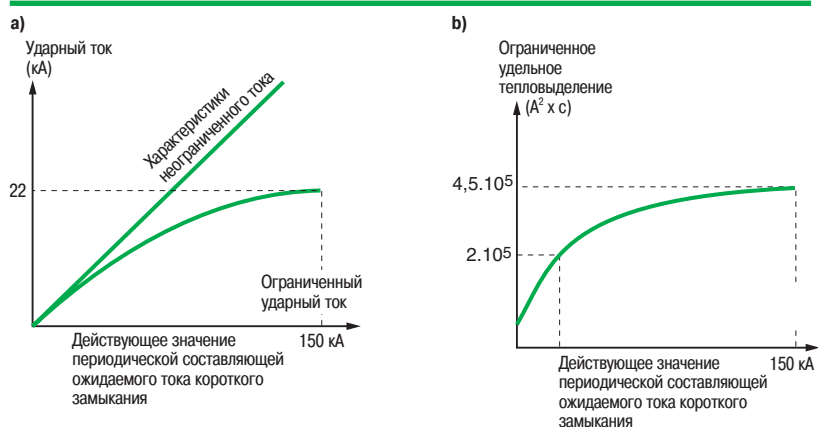 a)
Ударный ток
(кА)
Характеристики
неограниченного тока
22
Ограниченный
ударный ток
150 кА
Действующее значение
периодической составляющей
ожидаемого тока короткого
замыкания
b)
Ограниченное
удельное
тепловыделение
(A² x c)
4,5.10⁵
2.10⁵
150 кА
Действующее значение
периодической составляющей
ожидаемого тока короткого
замыкания